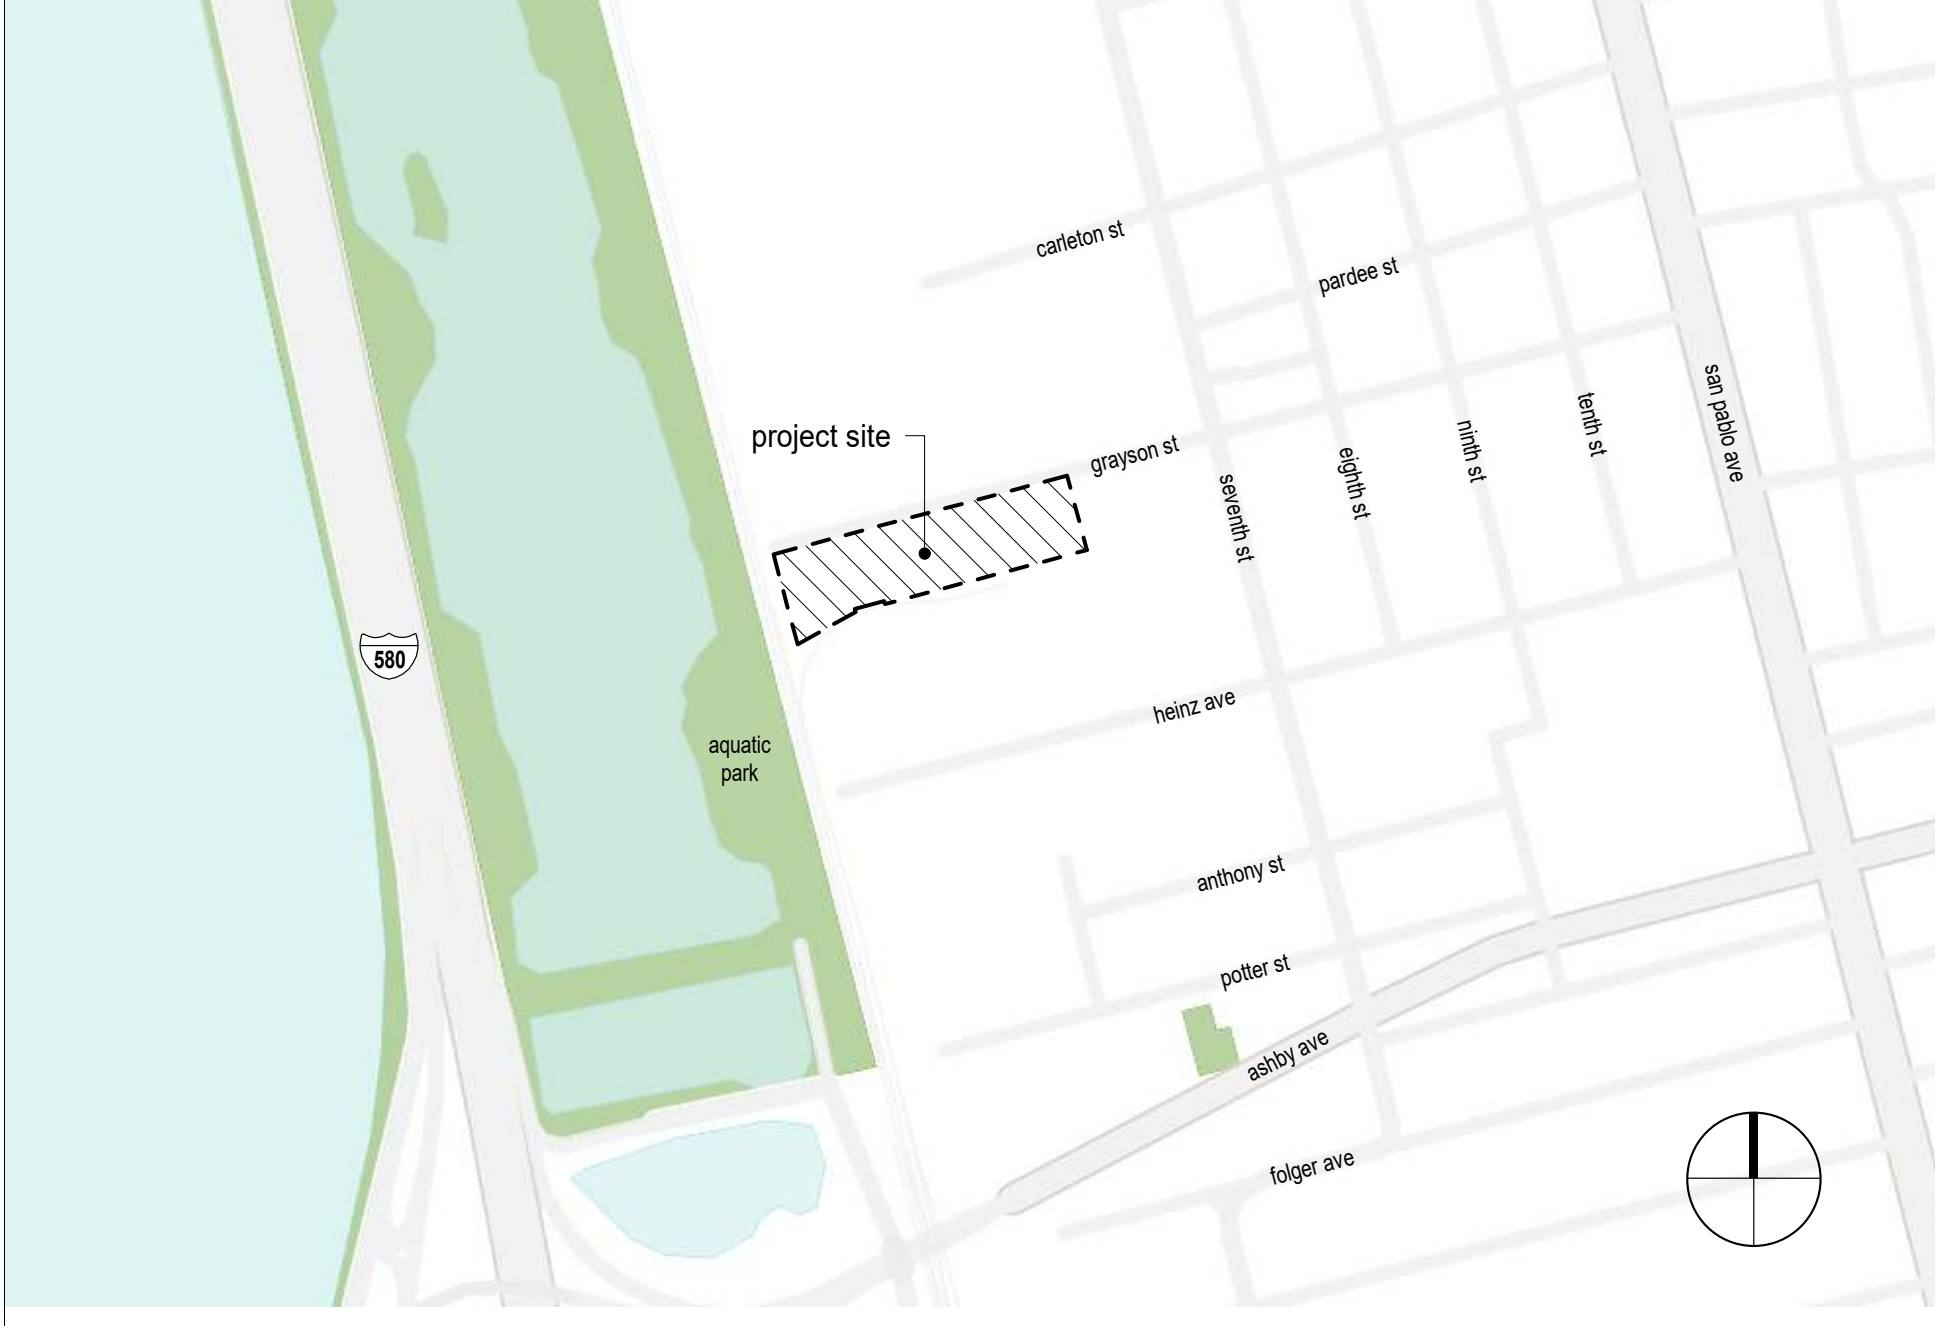 carleton st
pardee st
project site
grayson st
san pablo ave
tenth st
ninth st
eighth st
seventh st
580
heinz ave
aquatic
park
anthony st
potter st
ashby ave
folger ave